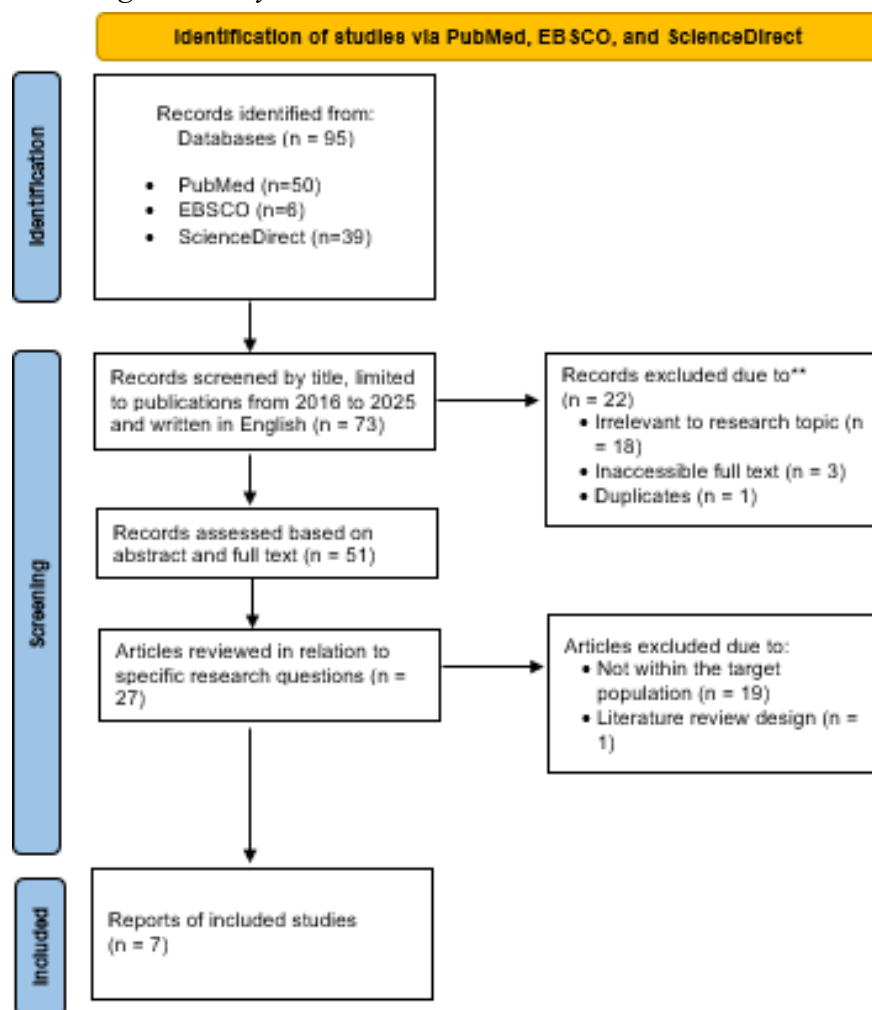 Identification of studies via PubMed, EBSCO, and ScienceDirect
Identification
Records identified from:
Databases (n = 95)
• PubMed (n=50)
• EBSCO (n=6)
• ScienceDirect (n=39)
Screening
Records screened by title, limited
to publications from 2016 to 2025
and written in English (n = 73)
Records excluded due to**
(n = 22)
• Irrelevant to research topic (n
= 18)
• Inaccessible full text (n = 3)
• Duplicates (n = 1)
Records assessed based on
abstract and full text (n = 51)
Articles reviewed in relation to
specific research questions (n =
27)
Articles excluded due to:
• Not within the target
population (n = 19)
• Literature review design (n =
1)
Included
Reports of included studies
(n = 7)